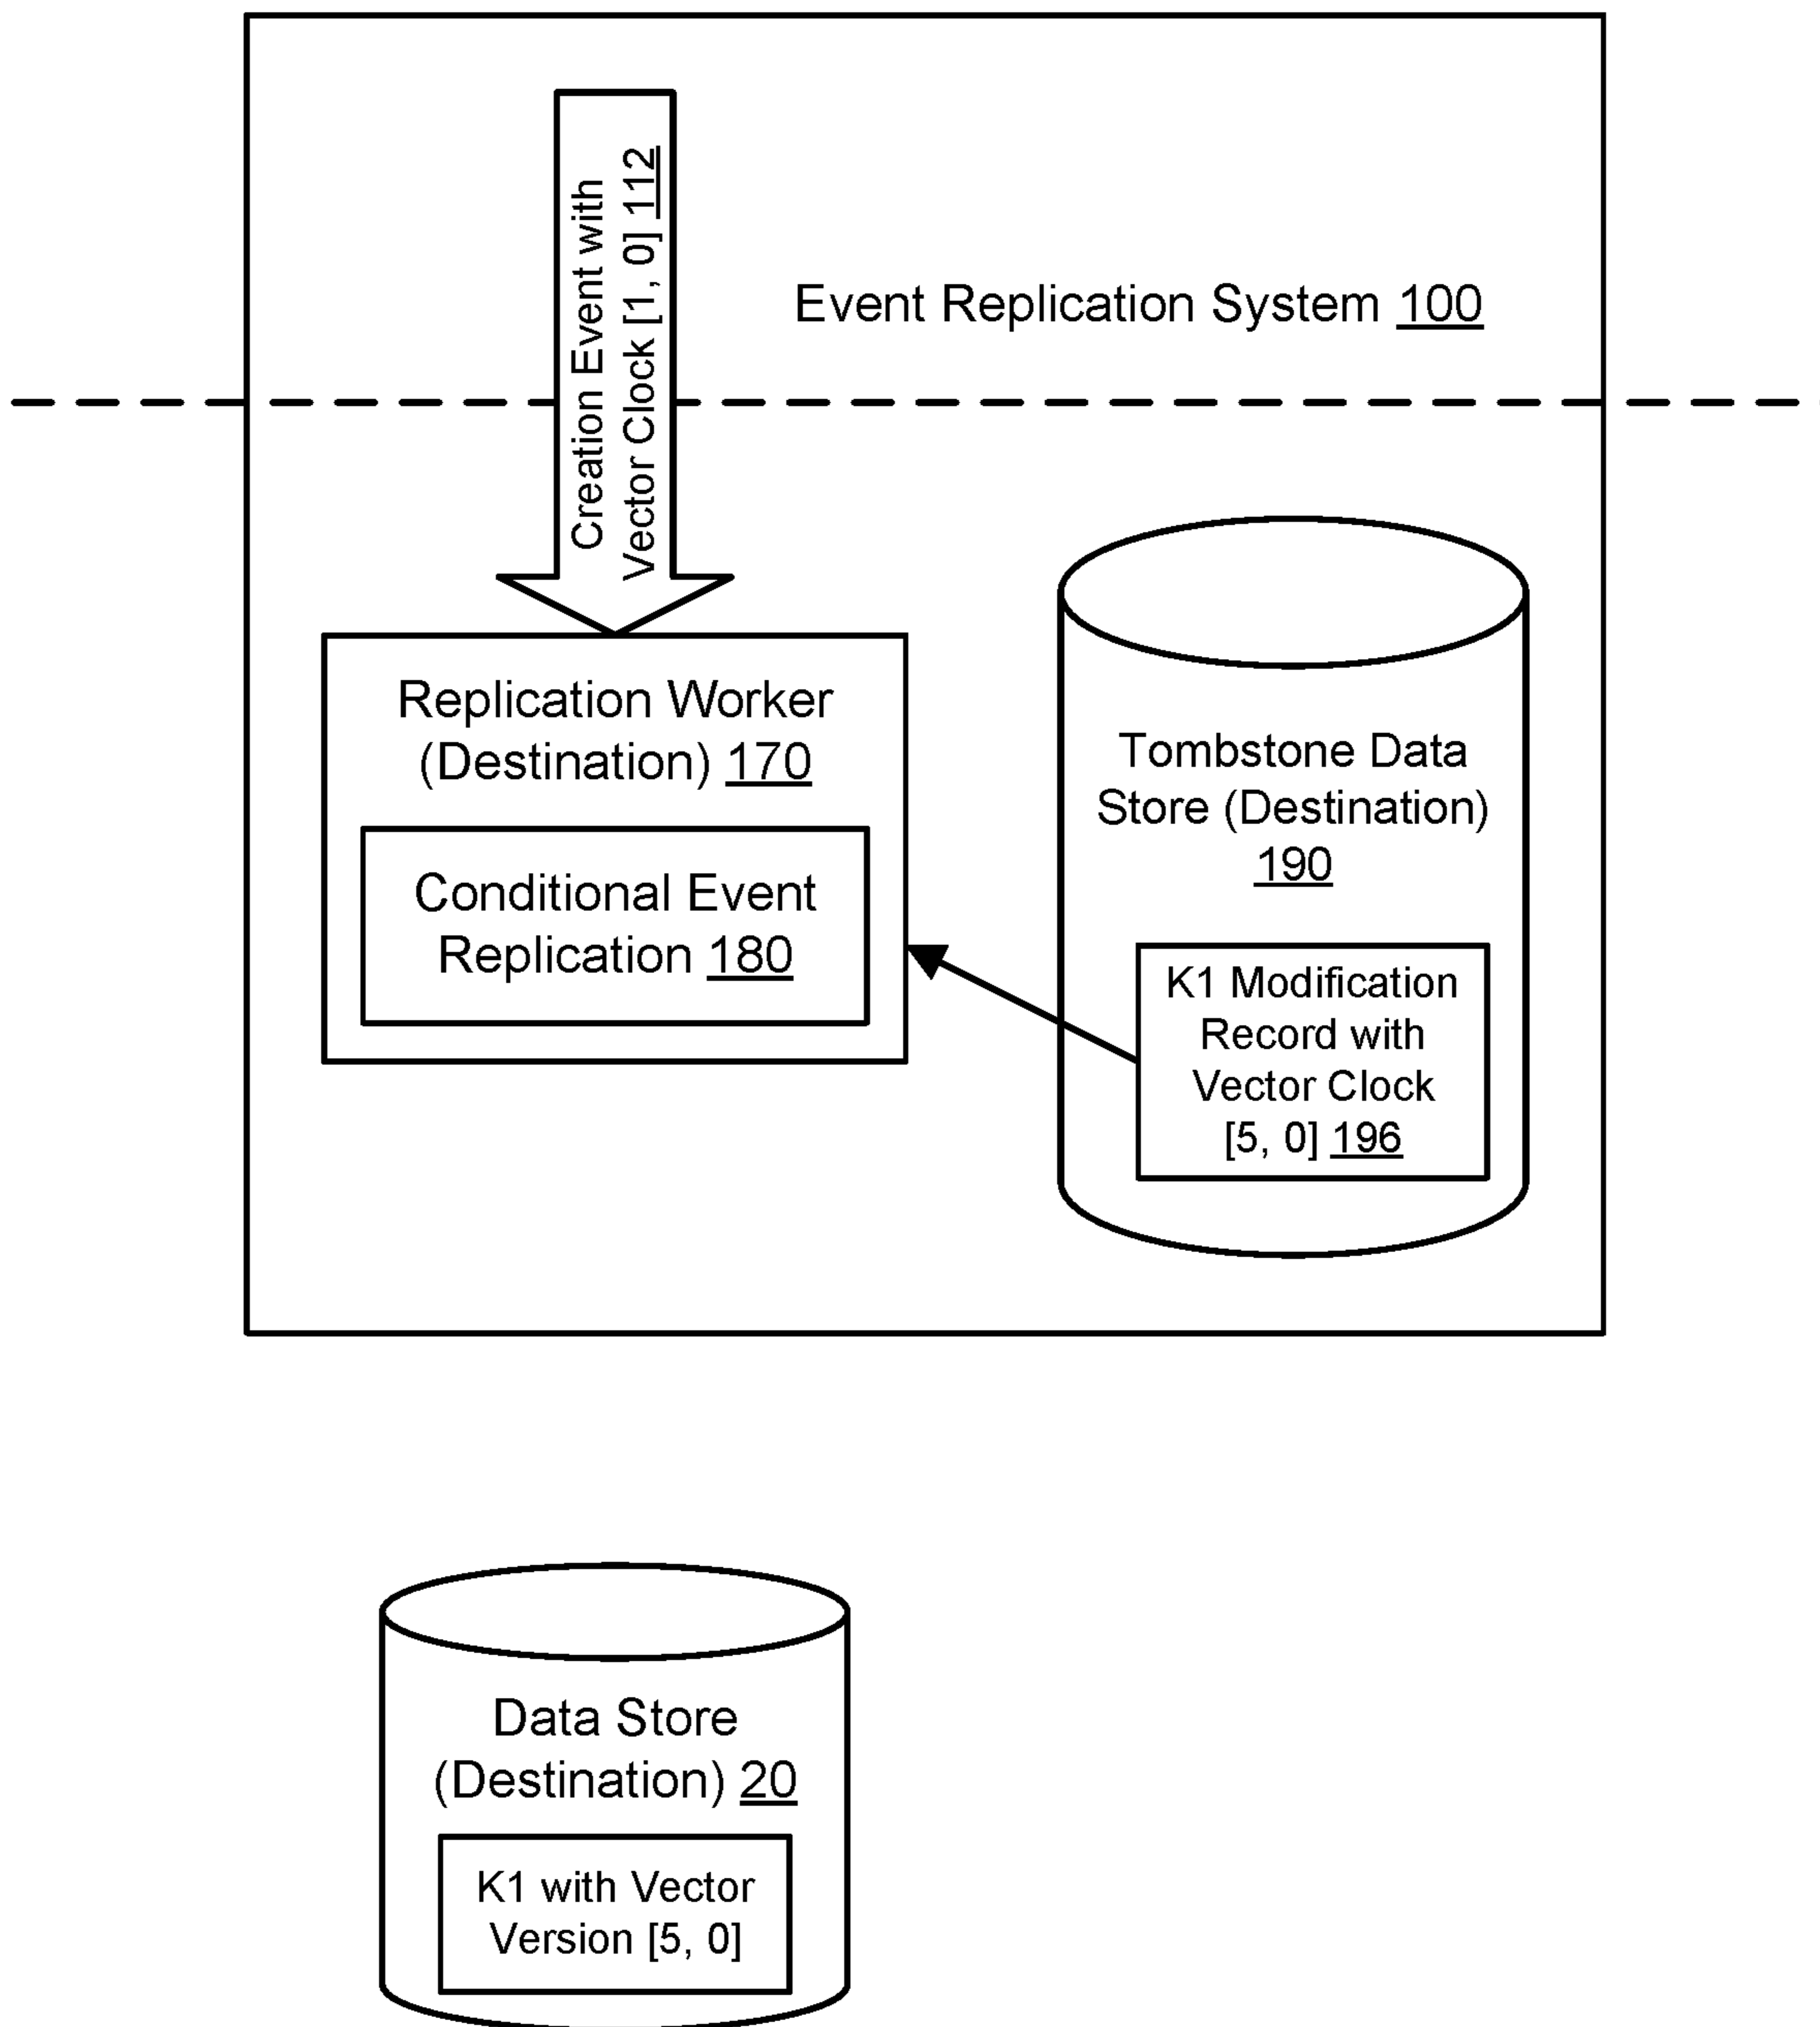 Creation Event with
Vector Clock [1, 0] 112
Event Replication System 100
Replication Worker
(Destination) 170
Conditional Event
Replication 180
Tombstone Data
Store (Destination)
190
K1 Modification
Record with
Vector Clock
[5, 0] 196
Data Store
(Destination) 20
K1 with Vector
Version [5, 0]